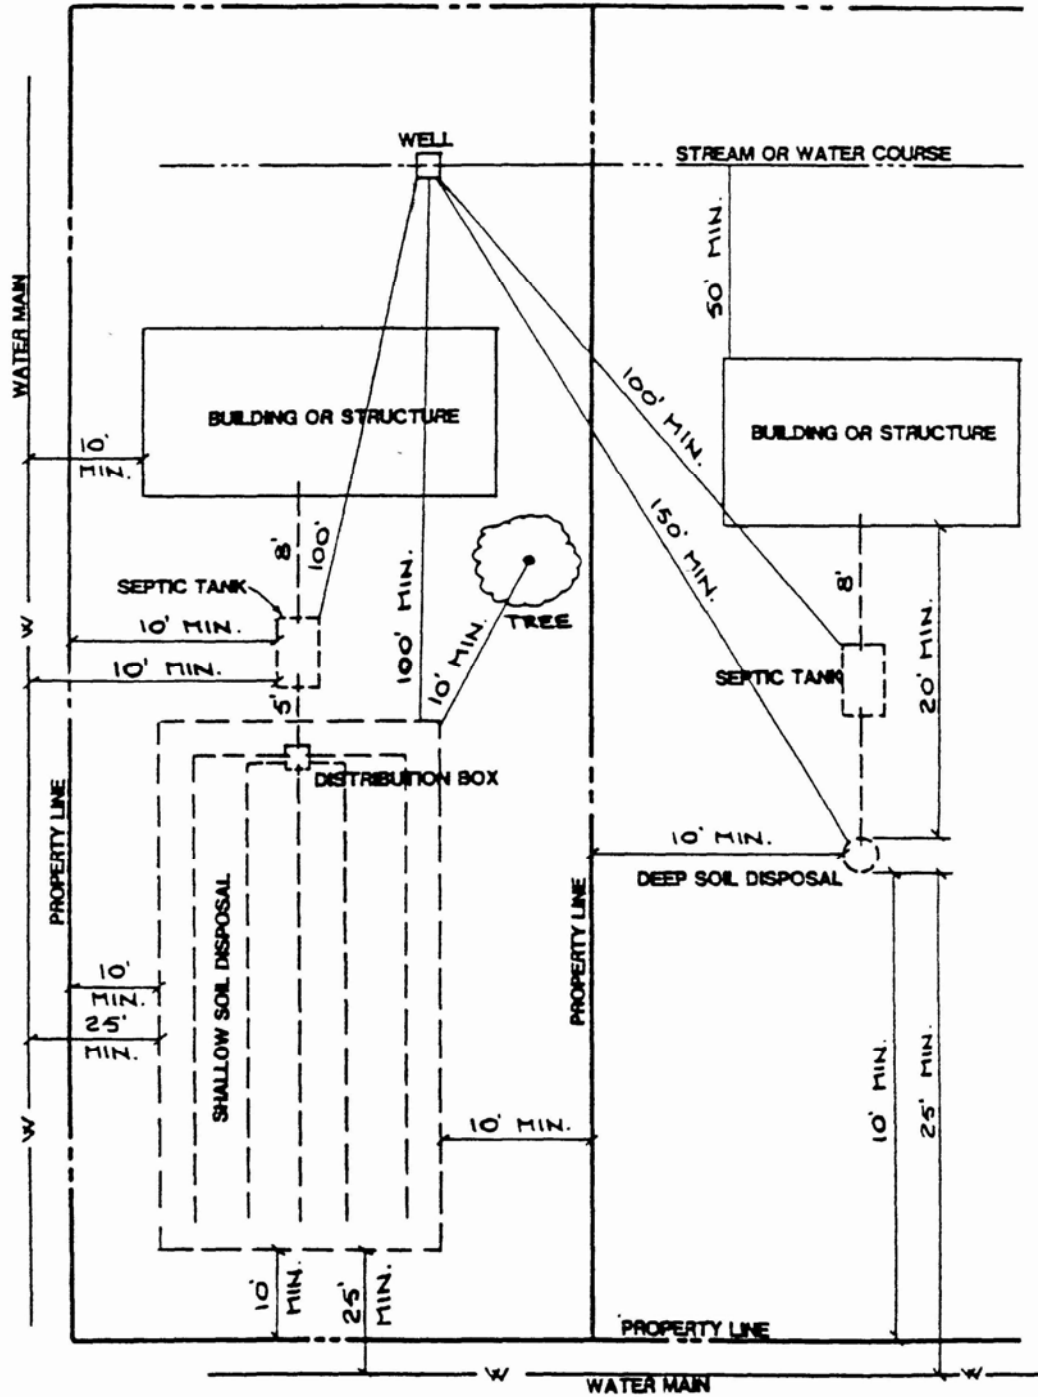 WELL
STREAM OR WATER COURSE
50' MIN.
WATER MAIN
BUILDING OR STRUCTURE
BUILDING OR STRUCTURE
10'
MIN.
100' MIN.
150' MIN.
8'
100'
100' MIN.
SEPTIC TANK
10' MIN.
10' MIN.
W
5'
TREE
10' MIN.
8'
SEPTIC TANK
20' MIN.
DISTRIBUTION BOX
PROPERTY LINE
SHALLOW SOIL DISPOSAL
10'
MIN.
25'
MIN.
W
PROPERTY LINE
10' MIN.
DEEP SOIL DISPOSAL
10' MIN.
25' MIN.
10' MIN.
10'
MIN.
25'
MIN.
PROPERTY LINE
W
W
WATER MAIN